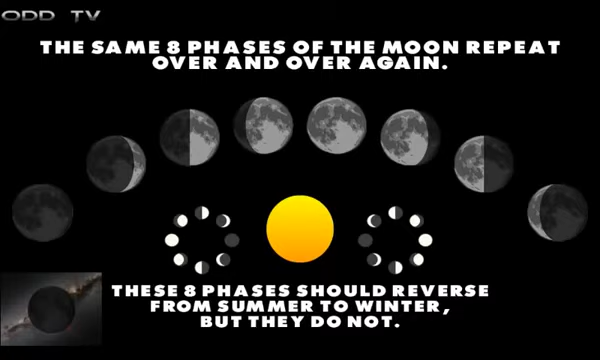 ODD TV
THE SAME 8 PHASES OF THE MOON REPEAT
OVER AND OVER AGAIN.
THESE 8 PHASES SHOULD REVERSE
FROM SUMMER TO WINTER,
BUT THEY DO NOT.